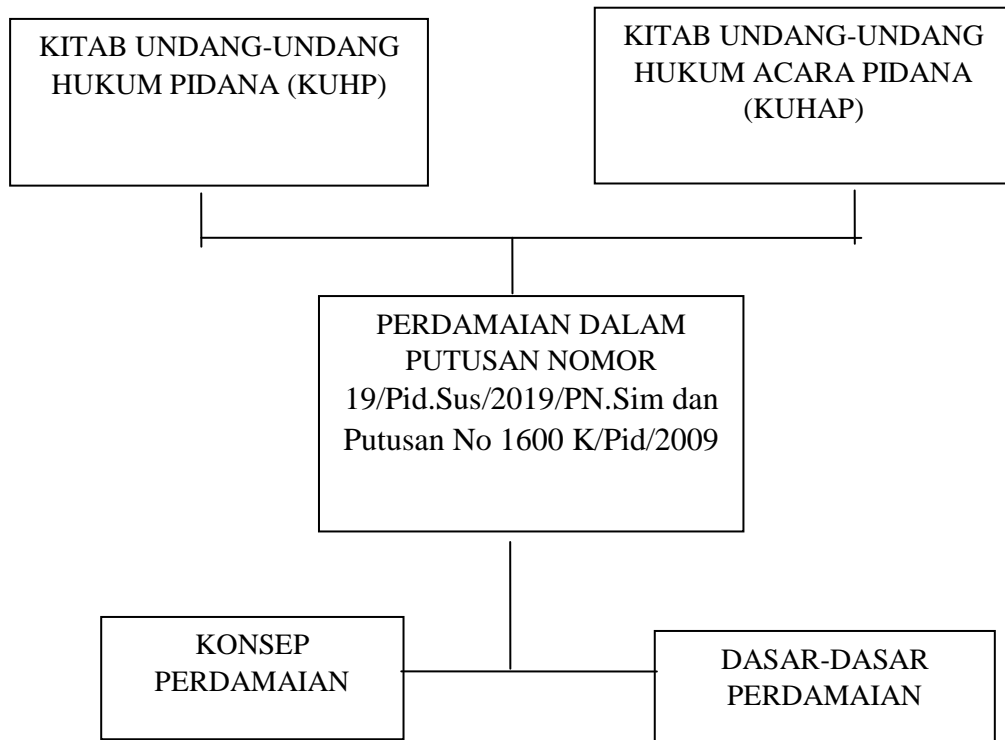 KITAB UNDANG-UNDANG
HUKUM PIDANA (KUHP)
KITAB UNDANG-UNDANG
HUKUM ACARA PIDANA
(KUHAP)
PERDAMAIAN DALAM
PUTUSAN NOMOR
19/Pid.Sus/2019/PN.Sim dan
Putusan No 1600 K/Pid/2009
KONSEP
PERDAMAIAN
DASAR-DASAR
PERDAMAIAN